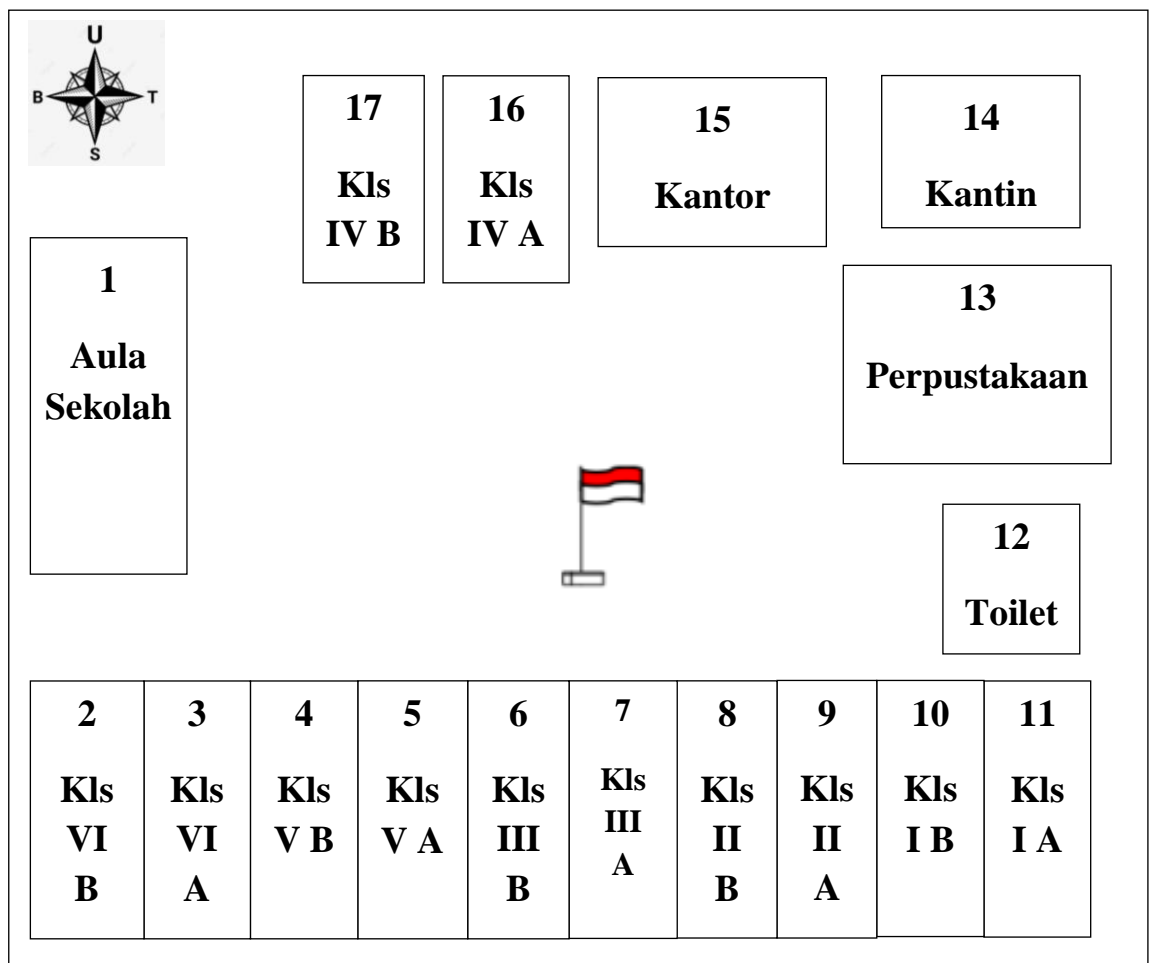 U
B T
S
17
Kls
IV B
16
Kls
IV A
15
Kantor
14
Kantin
1
Aula
Sekolah
13
Perpustakaan
12
Toilet
2
Kls
VI
B
3
Kls
VI
A
4
Kls
V B
5
Kls
V A
6
Kls
III
B
7
Kls
III
A
8
Kls
II
B
9
Kls
II
A
10
Kls
I B
11
Kls
I A